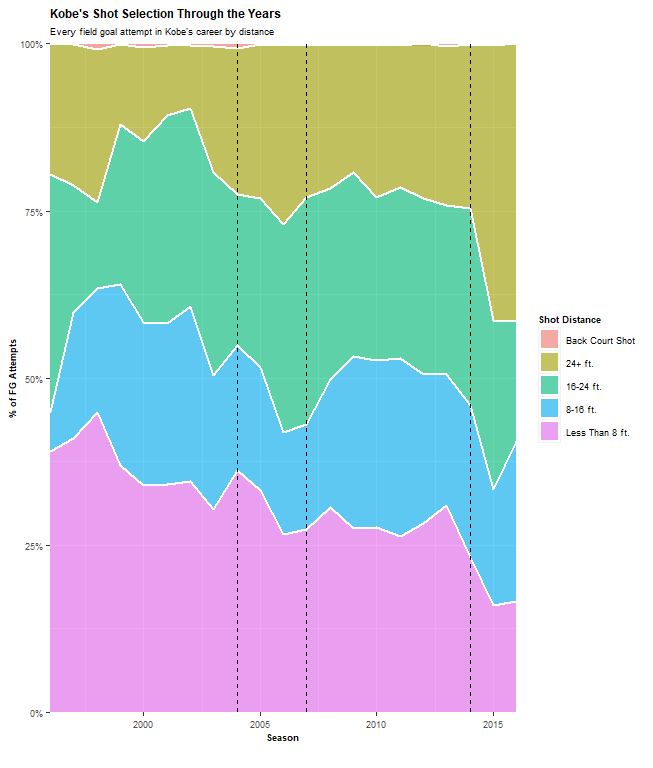 Kobe's Shot Selection Through the Years
Every field goal attempt in Kobe's career by distance
100%
75%
50%
25%
0%
% of FG Attempts
2000
2005
2010
2015
Season
Shot Distance
Back Court Shot
24+ ft.
16-24 ft.
8-16 ft.
Less Than 8 ft.